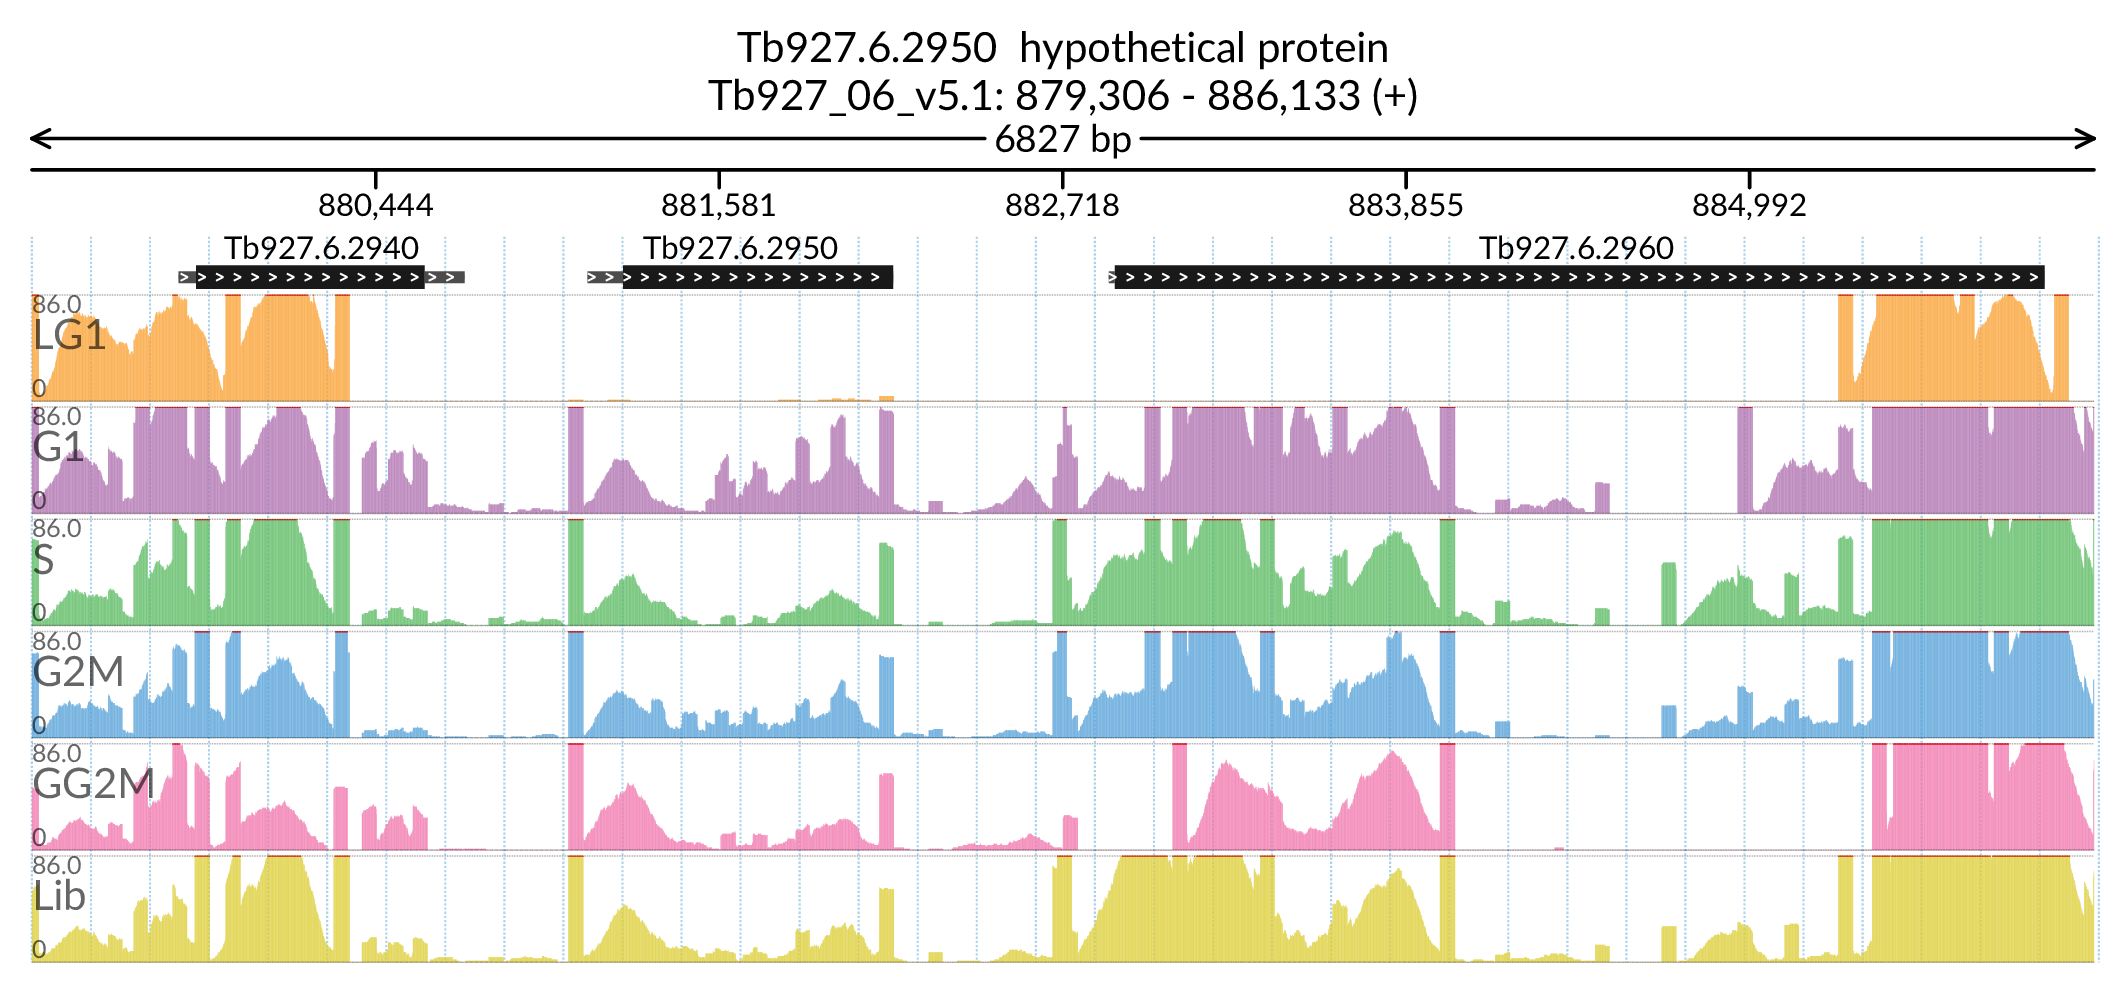 Tb927.6.2950 hypothetical protein
Tb927_06_v5.1: 879,306 - 886,133 (+)
6827 bp
880,444 881,581 882,718 883,855 884,992
Tb927.6.2940 Tb927.6.2950 Tb927.6.2960
86.0
LG1
0
86.0
G1
0
86.0
S
0
86.0
G2M
0
86.0
GG2M
0
86.0
Lib
0